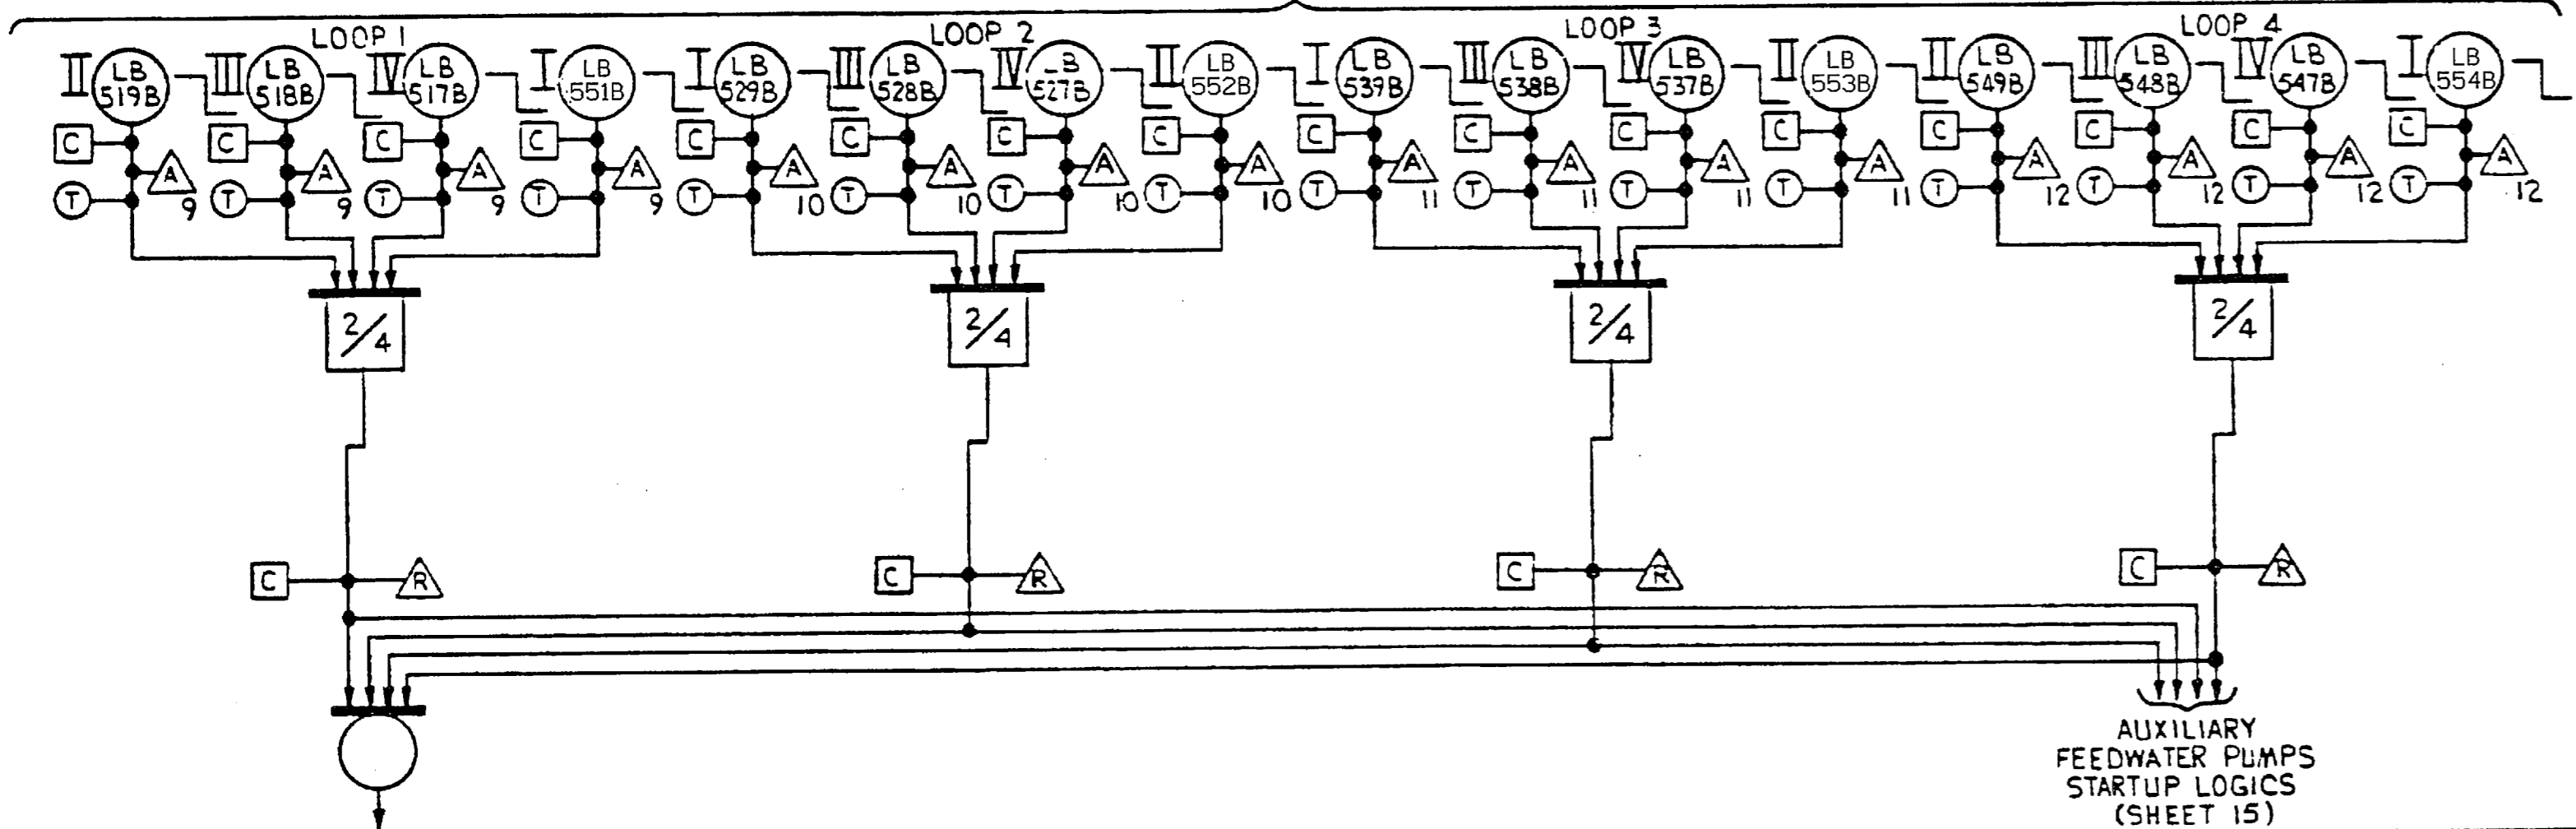 LOOP 1 LOOP 2 LOOP 3 LOOP 4
II LB 519B III LB 518B IV LB 517B I LB 551B I LB 529B III LB 528B IV LB 527B II LB 552B I LB 539B III LB 538B IV LB 537B II LB 553B II LB 549B III LB 548B IV LB 547B I LB 554B
C C C C C C C C C C C C C C C C
A A A A A A A A A A A A A A A A
T 9 T 9 T 9 T 9 T 10 T 10 T 10 T 10 T 11 T 11 T 11 T 11 T 12 T 12 T 12 T 12
2/4 2/4 2/4 2/4
C R C R C R C R
AUXILIARY
FEEDWATER PUMPS
STARTUP LOGICS
(SHEET 15)